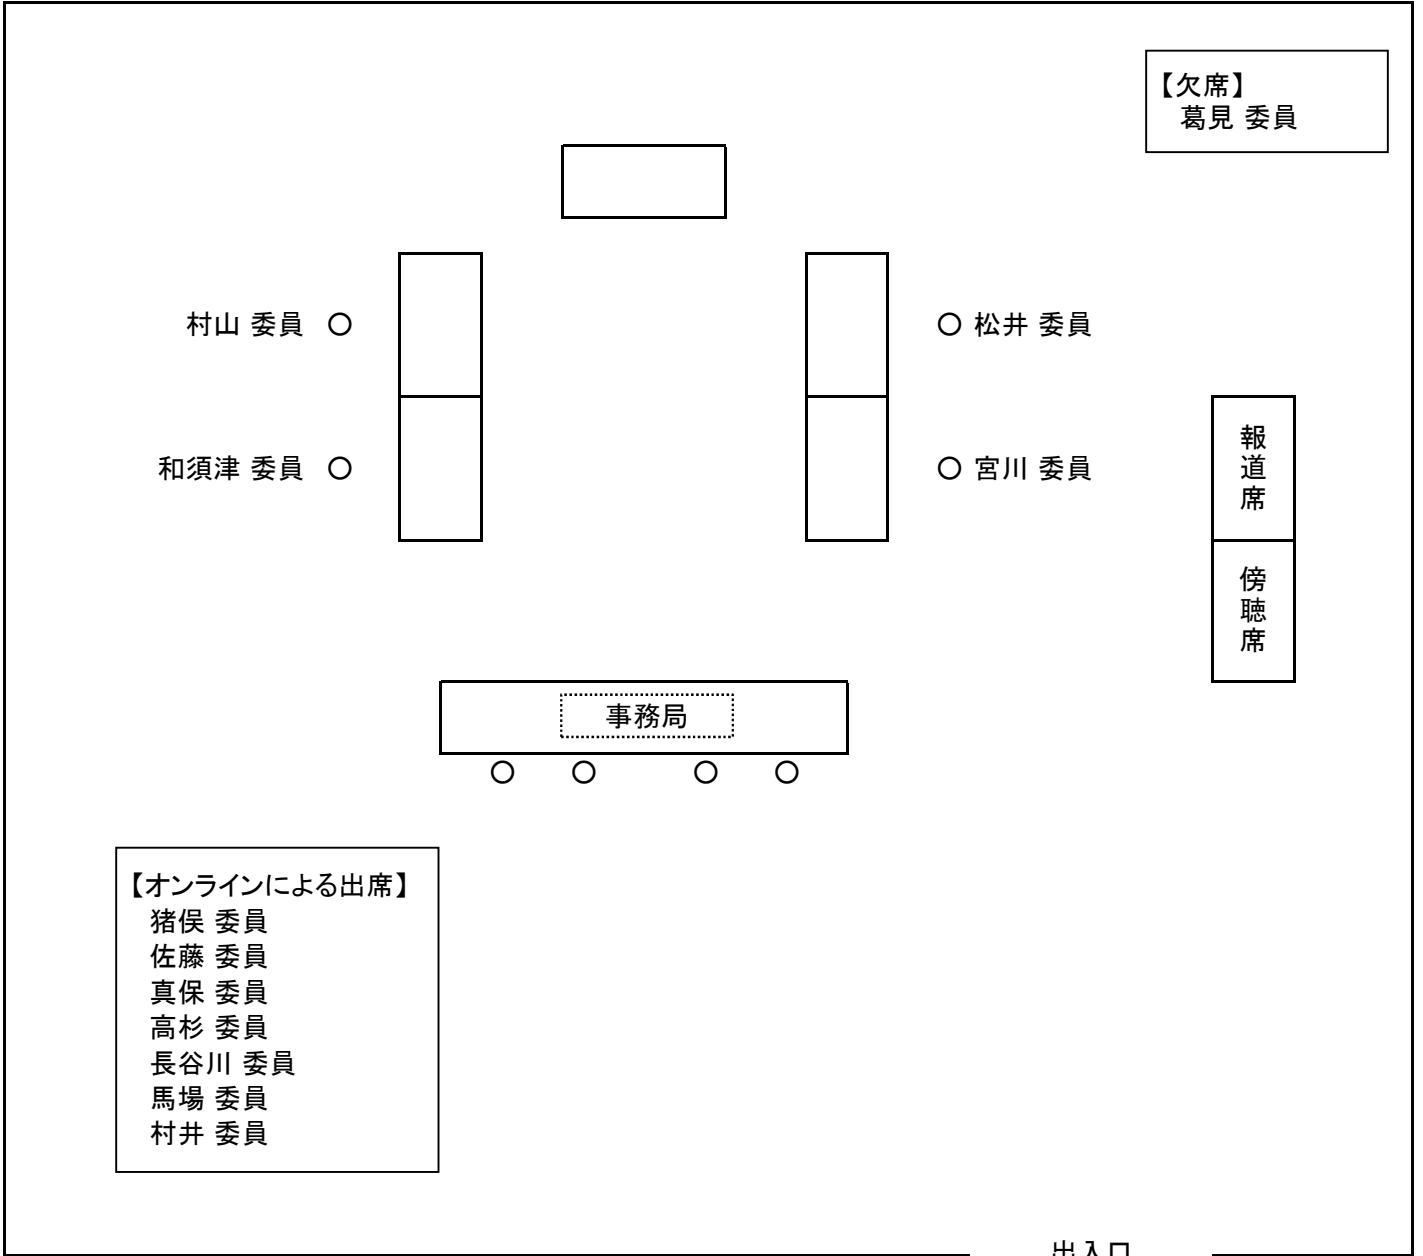 【欠席】
葛見 委員
村山 委員 ○
○ 松井 委員
和須津 委員 ○
○ 宮川 委員
報道席
傍聴席
事務局
○ ○ ○ ○
【オンラインによる出席】
猪俣 委員
佐藤 委員
真保 委員
高杉 委員
長谷川 委員
馬場 委員
村井 委員
出入口